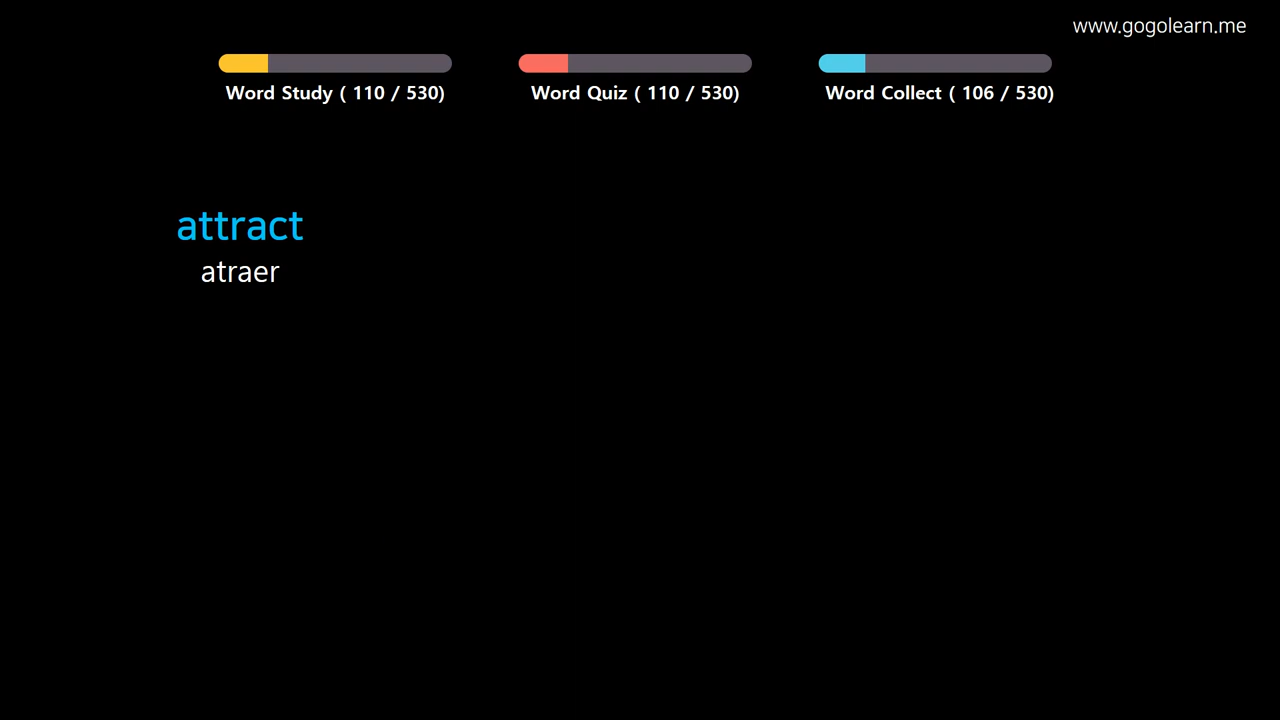 www.gogolearn.me
Word Study ( 110 / 530)
Word Quiz ( 110 / 530)
Word Collect ( 106 / 530)
attract
atraer